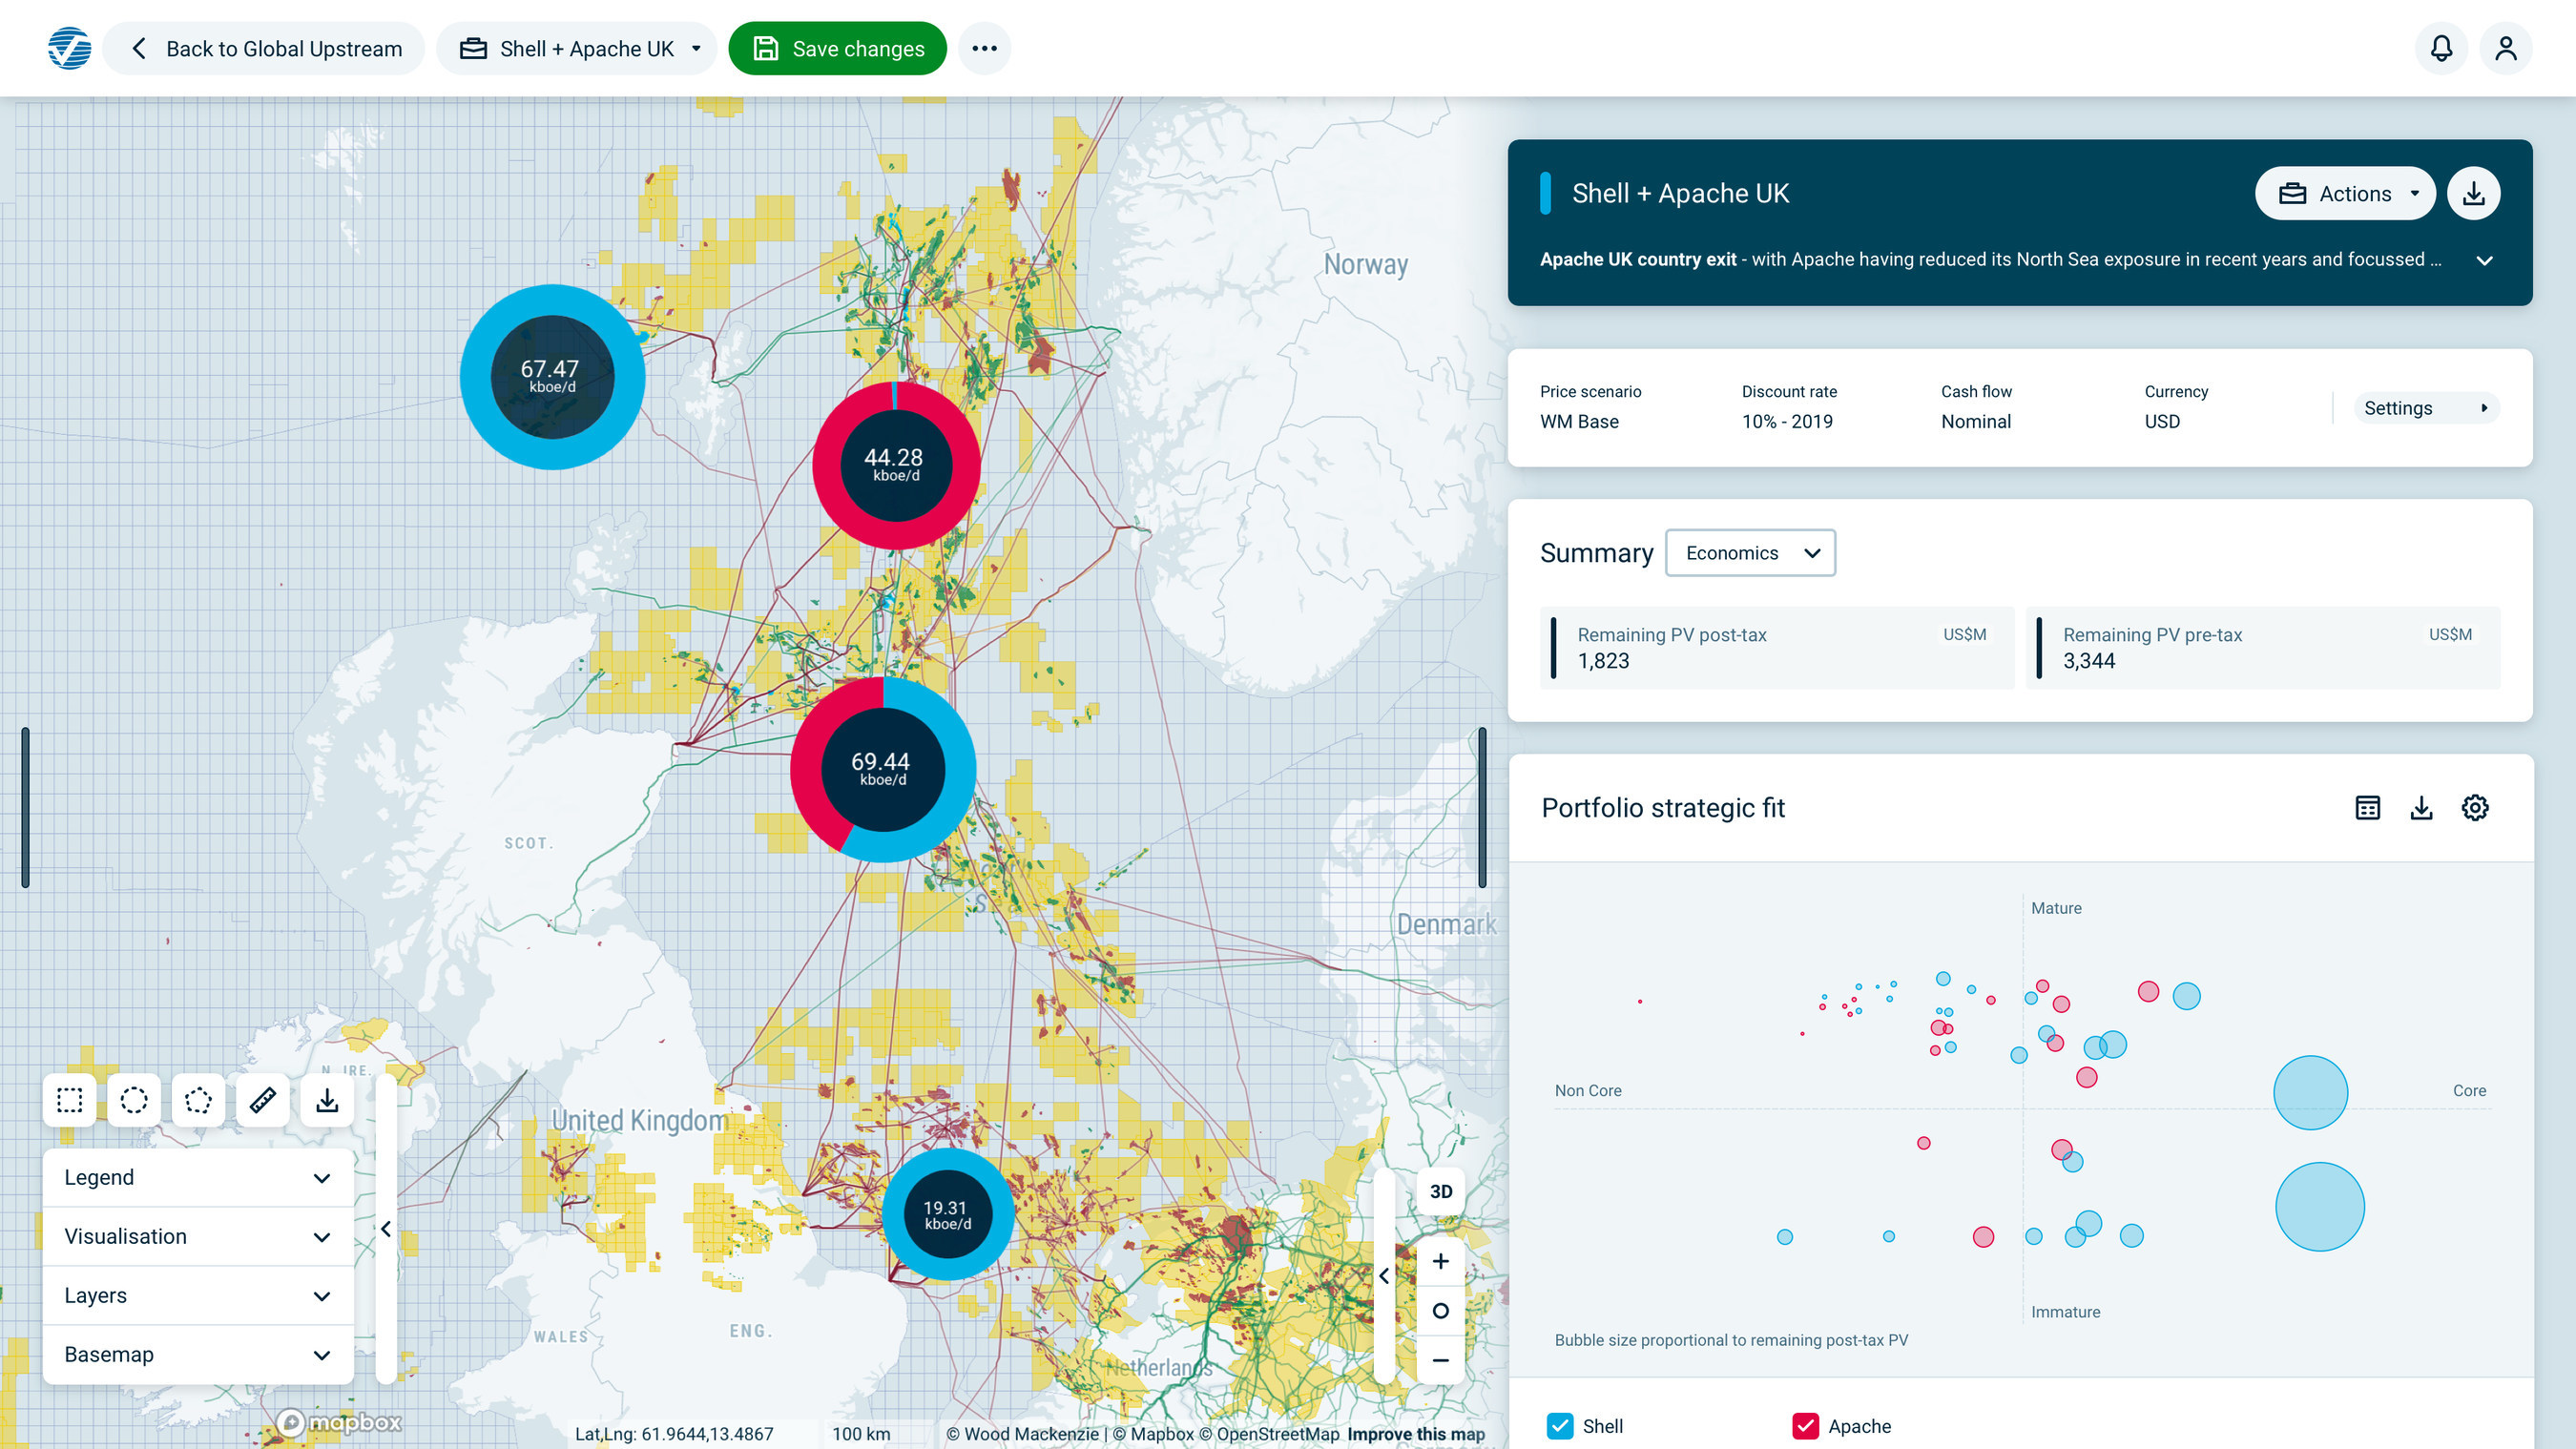 Back to Global Upstream
Shell + Apache UK
Save changes
Norway
67.47
kboe/d
44.28
kboe/d
69.44
kboe/d
SCOT.
Denmark
N. IRE.
United Kingdom
19.31
kboe/d
WALES
ENG.
Netherlands
Legend
Visualisation
Layers
Basemap
3D
mapbox
Lat,Lng: 61.9644,13.4867
100 km
© Wood Mackenzie | © Mapbox © OpenStreetMap Improve this map
Shell + Apache UK
Actions
Apache UK country exit - with Apache having reduced its North Sea exposure in recent years and focussed ...
Price scenario
WM Base
Discount rate
10% - 2019
Cash flow
Nominal
Currency
USD
Settings
Summary
Economics
Remaining PV post-tax
US$M
1,823
Remaining PV pre-tax
US$M
3,344
Portfolio strategic fit
Mature
Non Core
Core
Immature
Bubble size proportional to remaining post-tax PV
Shell
Apache